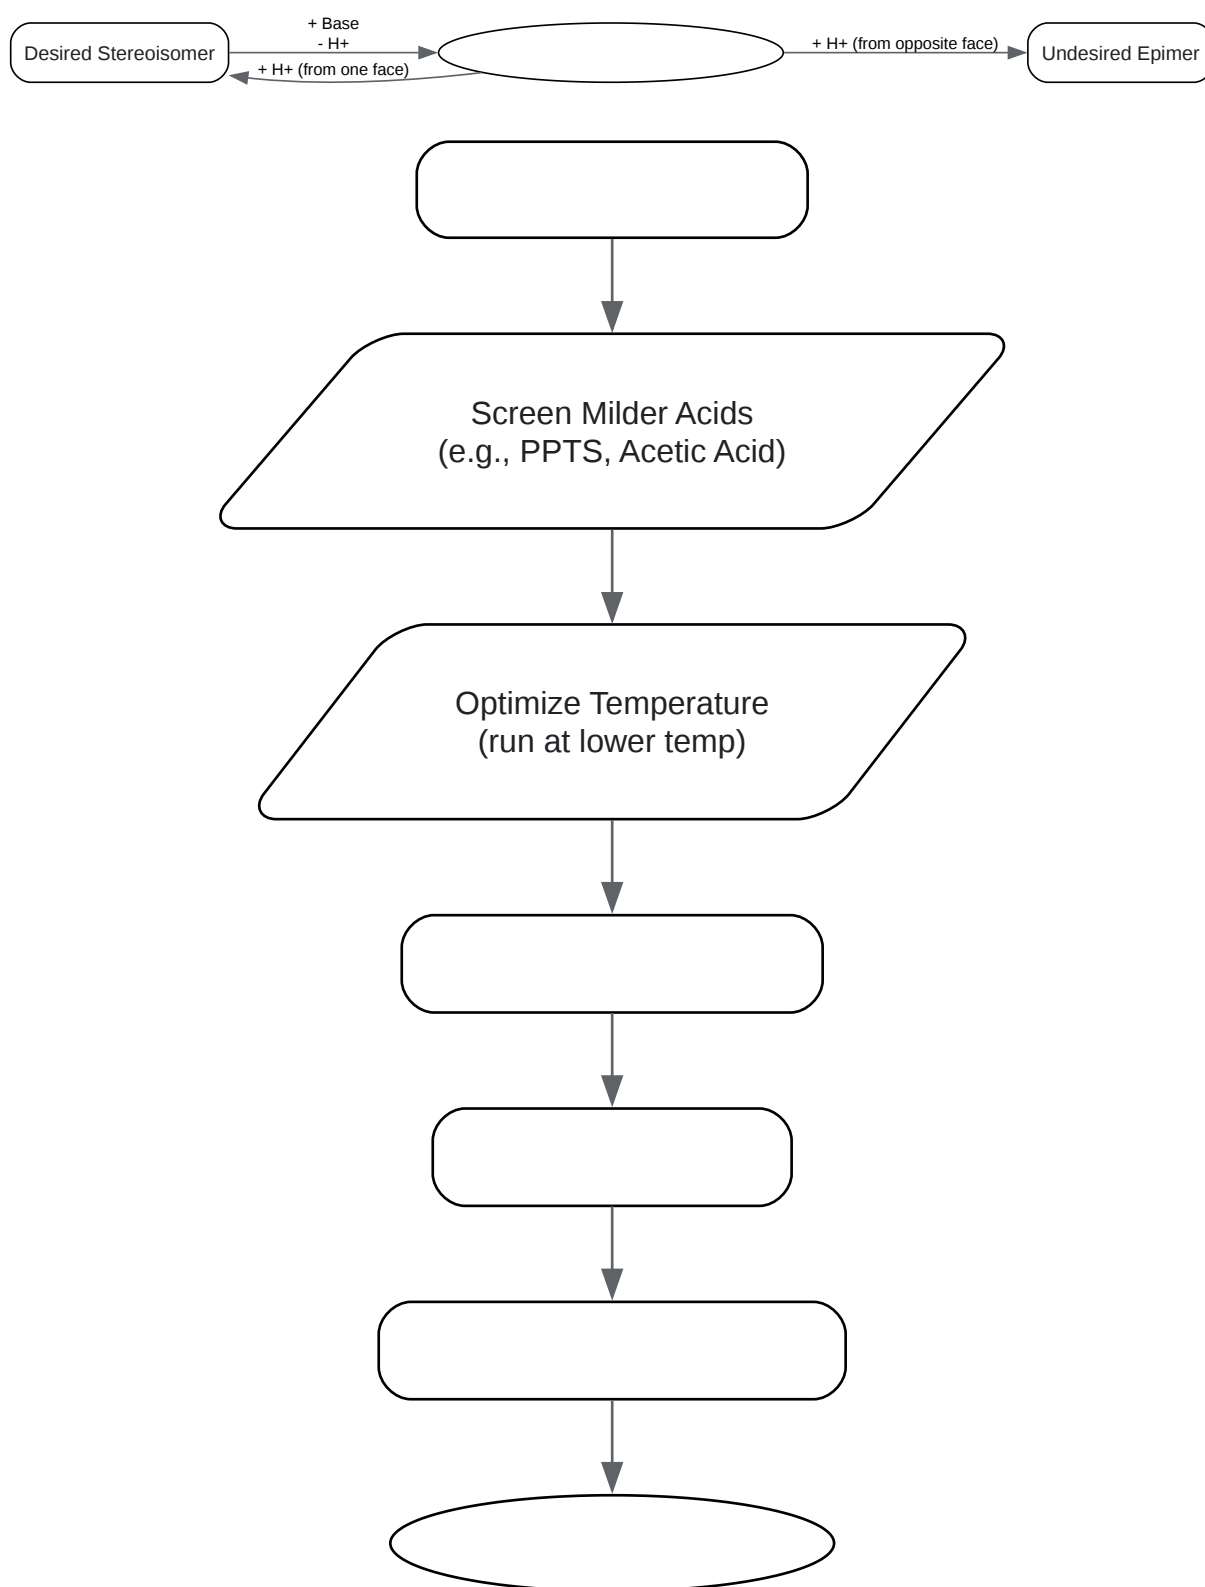 + Base
- H+
Desired Stereoisomer
+ H+ (from one face)
+ H+ (from opposite face)
Undesired Epimer
Screen Milder Acids
(e.g., PPTS, Acetic Acid)
Optimize Temperature
(run at lower temp)